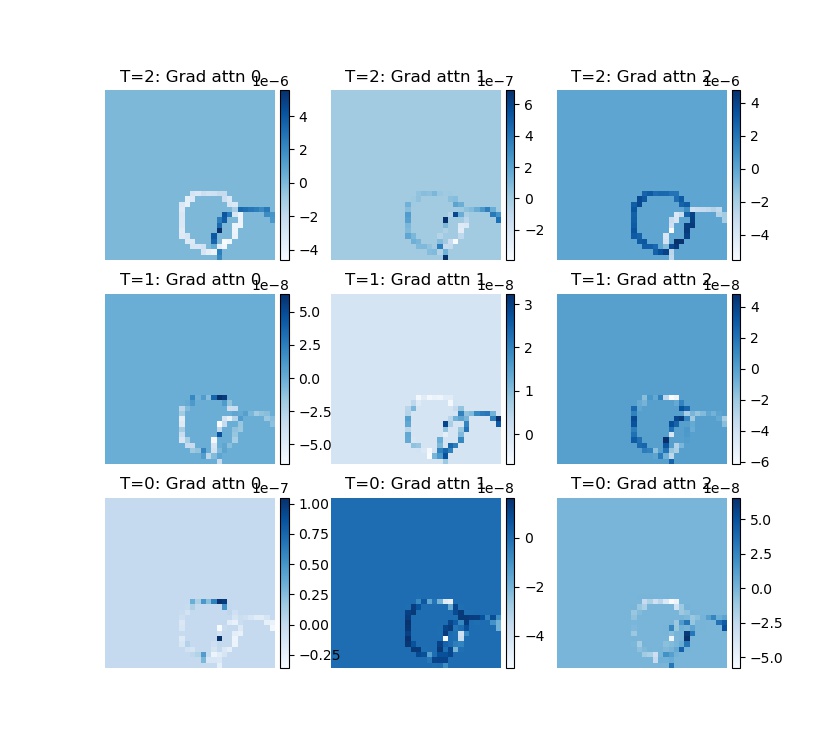 T=2: Grad attn 0
1e−6
4
2
0
−2
−4
T=2: Grad attn 1
1e−7
6
4
2
0
−2
T=2: Grad attn 2
1e−6
4
2
0
−2
−4
T=1: Grad attn 0
1e−8
5.0
2.5
0.0
−2.5
−5.0
T=1: Grad attn 1
1e−8
3
2
1
0
T=1: Grad attn 2
1e−8
4
2
0
−2
−4
−6
T=0: Grad attn 0
1e−7
1.00
0.75
0.50
0.25
0.00
−0.25
T=0: Grad attn 1
1e−8
0
−2
−4
T=0: Grad attn 2
1e−8
5.0
2.5
0.0
−2.5
−5.0